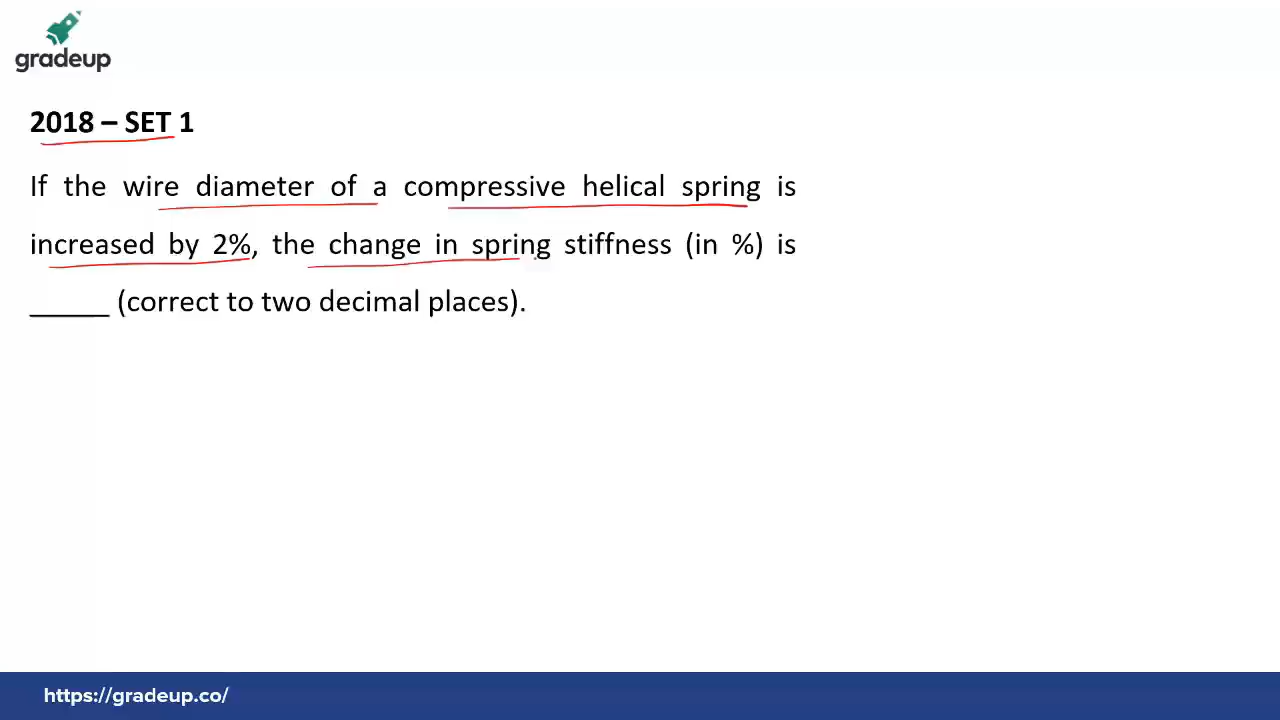 gradeup
2018 – SET 1
If the wire diameter of a compressive helical spring is
increased by 2%, the change in spring stiffness (in %) is
_____ (correct to two decimal places).
https://gradeup.co/